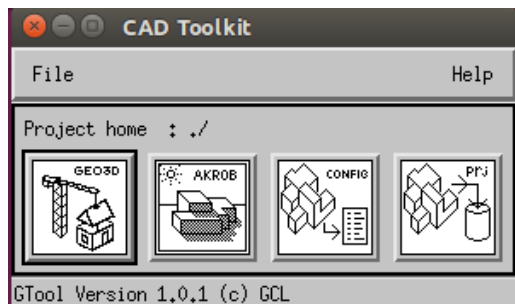 CAD Toolkit
File Help
Project home : ./
GEO3D AKROB CONFIG Prj
GTool Version 1.0.1 (c) GCL